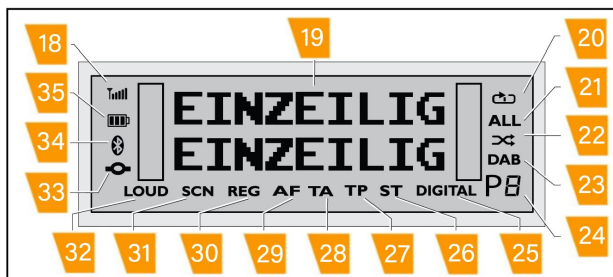 18 19 20
35 21
34 22
33 23
24
EINZEILIG
EINZEILIG
ALL
DAB
P8
LOUD SCN REG AF TA TP ST DIGITAL
32 31 30 29 28 27 26 25